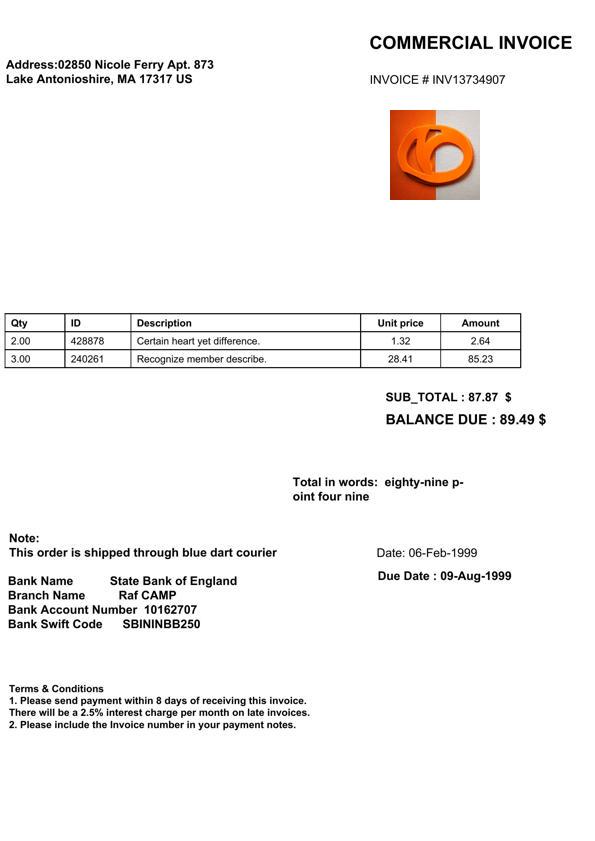 COMMERCIAL INVOICE
Address:02850 Nicole Ferry Apt. 873
Lake Antonioshire, MA 17317 US
INVOICE # INV13734907
Qty ID Description Unit price Amount
2.00 428878 Certain heart yet difference. 1.32 2.64
3.00 240261 Recognize member describe. 28.41 85.23
SUB_TOTAL : 87.87 $
BALANCE DUE : 89.49 $
Total in words: eighty-nine p-
oint four nine
Note:
This order is shipped through blue dart courier
Date: 06-Feb-1999
Due Date : 09-Aug-1999
Bank Name State Bank of England
Branch Name Raf CAMP
Bank Account Number 10162707
Bank Swift Code SBININBB250
Terms & Conditions
1. Please send payment within 8 days of receiving this invoice.
There will be a 2.5% interest charge per month on late invoices.
2. Please include the Invoice number in your payment notes.